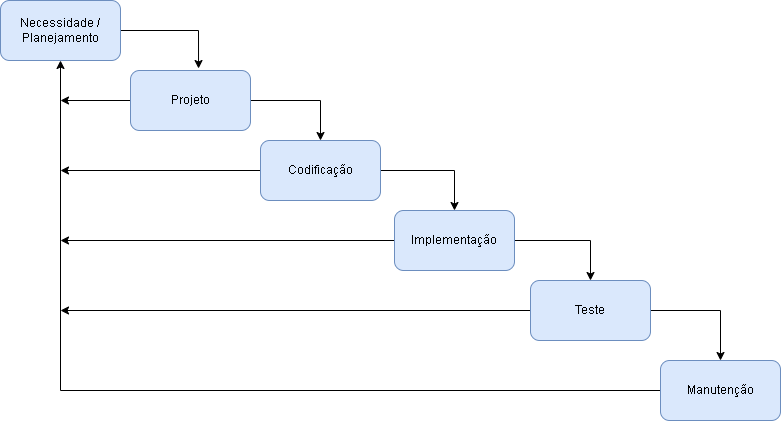 Necessidade /
Planejamento
Projeto
Codificação
Implementação
Teste
Manutenção